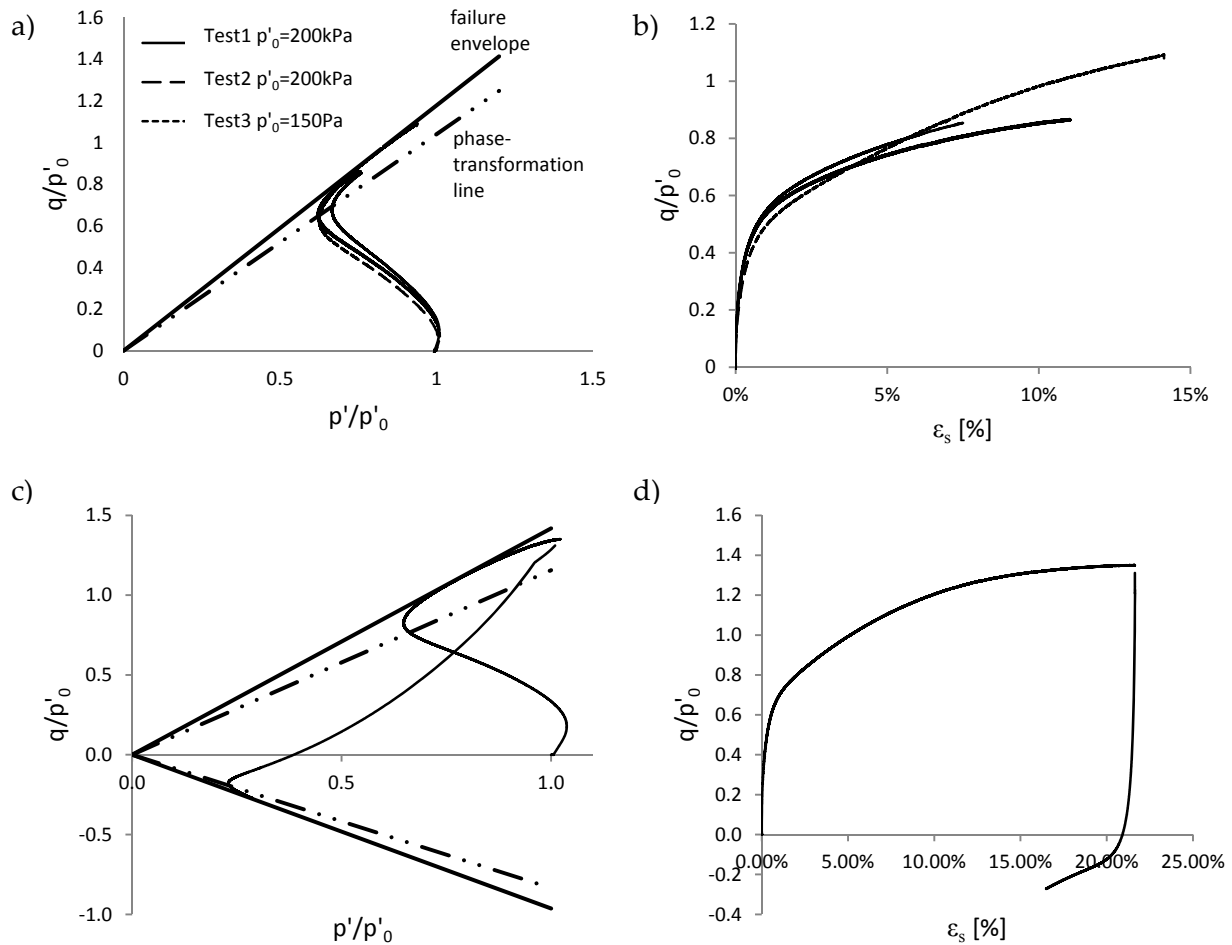 a)
1.6
1.4
1.2
1
0.8
0.6
0.4
0.2
0
q/p'0
Test1 p'0=200kPa
Test2 p'0=200kPa
Test3 p'0=150Pa
failure
envelope
phase-
transformation
line
0
0.5
1
1.5
p'/p'0
b)
1.2
1
0.8
0.6
0.4
0.2
0
q/p'0
0%
5%
10%
15%
εs [%]
c)
1.5
1.0
0.5
0.0
-0.5
-1.0
q/p'0
0.0
0.5
1.0
p'/p'0
d)
1.6
1.4
1.2
1.0
0.8
0.6
0.4
0.2
0.0
-0.2
-0.4
q/p'0
0.00%
5.00%
10.00%
15.00%
20.00%
25.00%
εs [%]